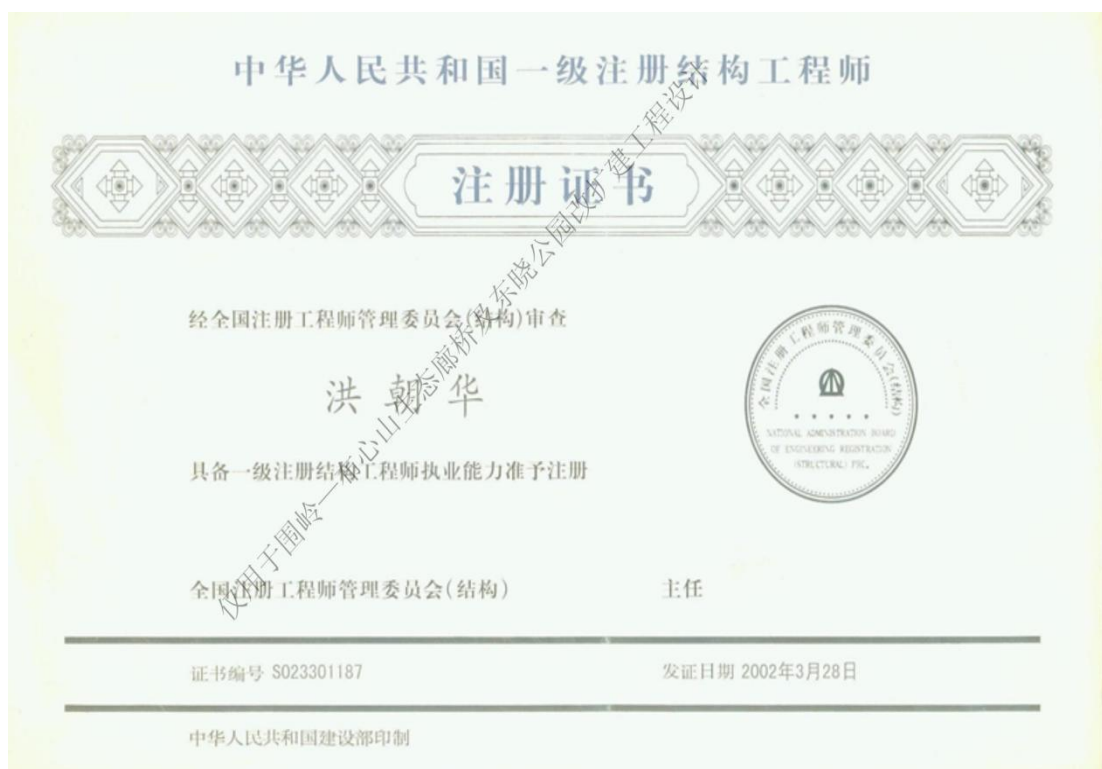 中华人民共和国一级注册结构工程师
注册证书
经全国注册工程师管理委员会(结构)审查
洪朝华
具备一级注册结构工程师执业能力准予注册
全国注册工程师管理委员会(结构)
NATIONAL ADMINISTRATION BOARD
OF ENGINEERING REGISTRATION
(STRUCTURAL) PRC.
全国注册工程师管理委员会(结构) 主任
证书编号 S023301187 发证日期 2002年3月28日
中华人民共和国建设部印制
仅用于围岭—布心山生态廊桥及东晓公园改扩建工程设计